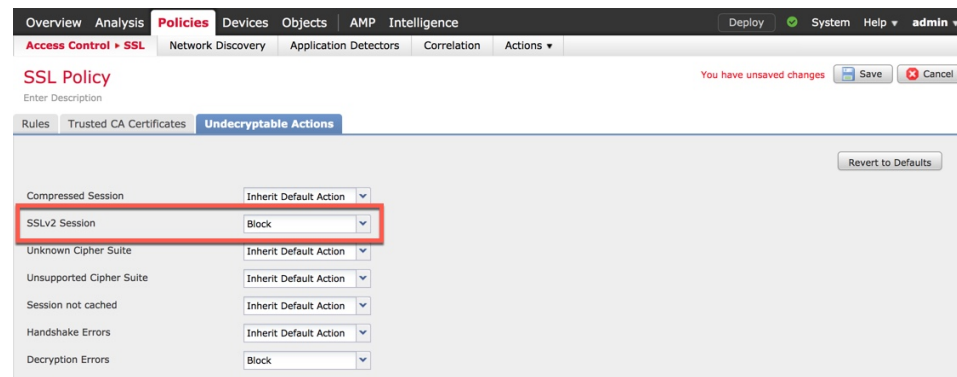 Overview Analysis Policies Devices Objects AMP Intelligence Deploy System Help admin
Access Control SSL Network Discovery Application Detectors Correlation Actions
SSL Policy
You have unsaved changes Save Cancel
Enter Description
Rules Trusted CA Certificates Undecryptable Actions
Revert to Defaults
Compressed Session Inherit Default Action
SSLv2 Session Block
Unknown Cipher Suite Inherit Default Action
Unsupported Cipher Suite Inherit Default Action
Session not cached Inherit Default Action
Handshake Errors Inherit Default Action
Decryption Errors Block